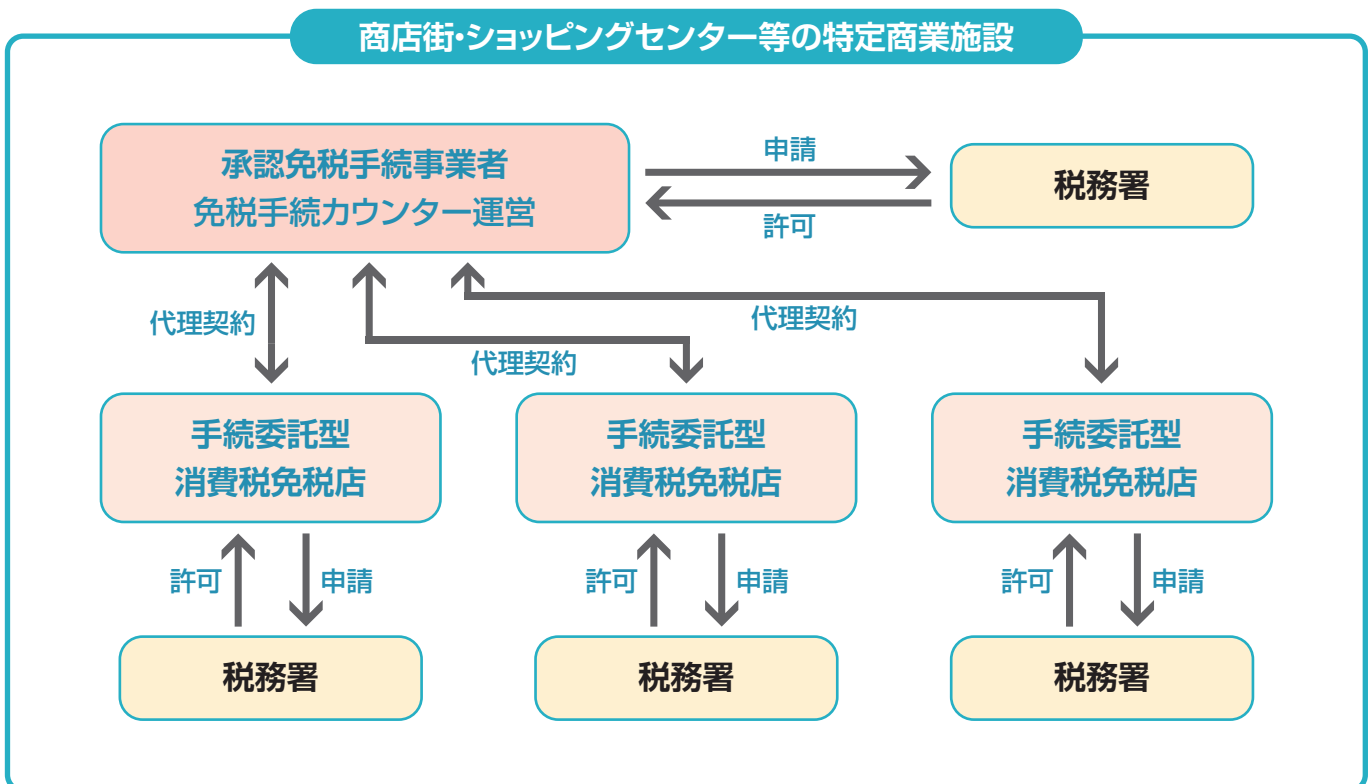 商店街・ショッピングセンター等の特定商業施設
承認免税手続事業者
免税手続カウンター運営
申請
許可
税務署
代理契約
代理契約
代理契約
手続委託型
消費税免税店
手続委託型
消費税免税店
手続委託型
消費税免税店
許可
申請
許可
申請
許可
申請
税務署
税務署
税務署